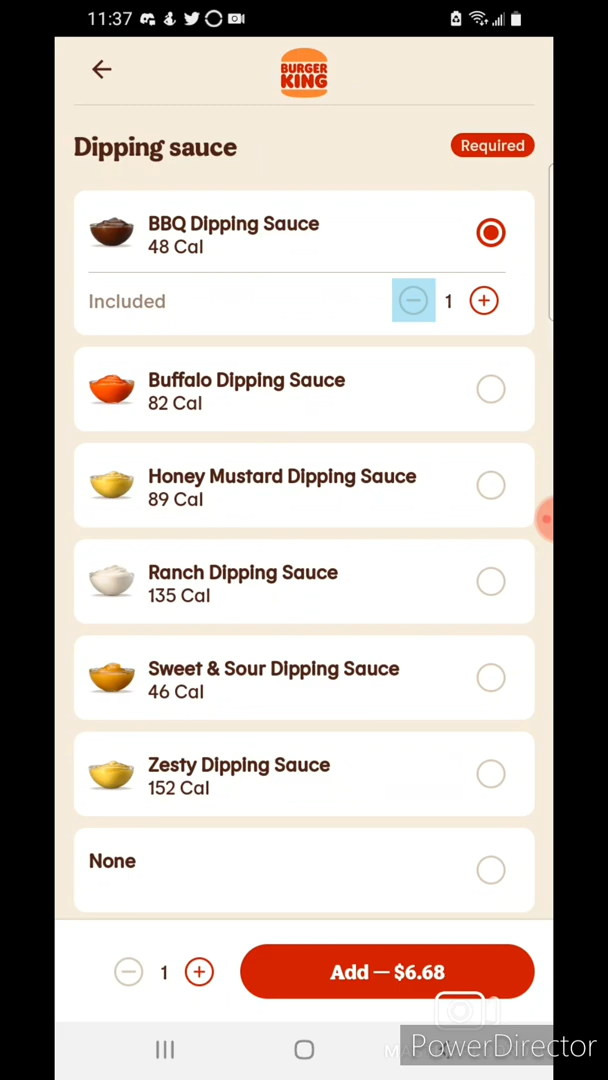 11:37
BURGER
KING
Dipping sauce
Required
BBQ Dipping Sauce
48 Cal
Included
1
Buffalo Dipping Sauce
82 Cal
Honey Mustard Dipping Sauce
89 Cal
Ranch Dipping Sauce
135 Cal
Sweet & Sour Dipping Sauce
46 Cal
Zesty Dipping Sauce
152 Cal
None
1
Add — $6.68
PowerDirector